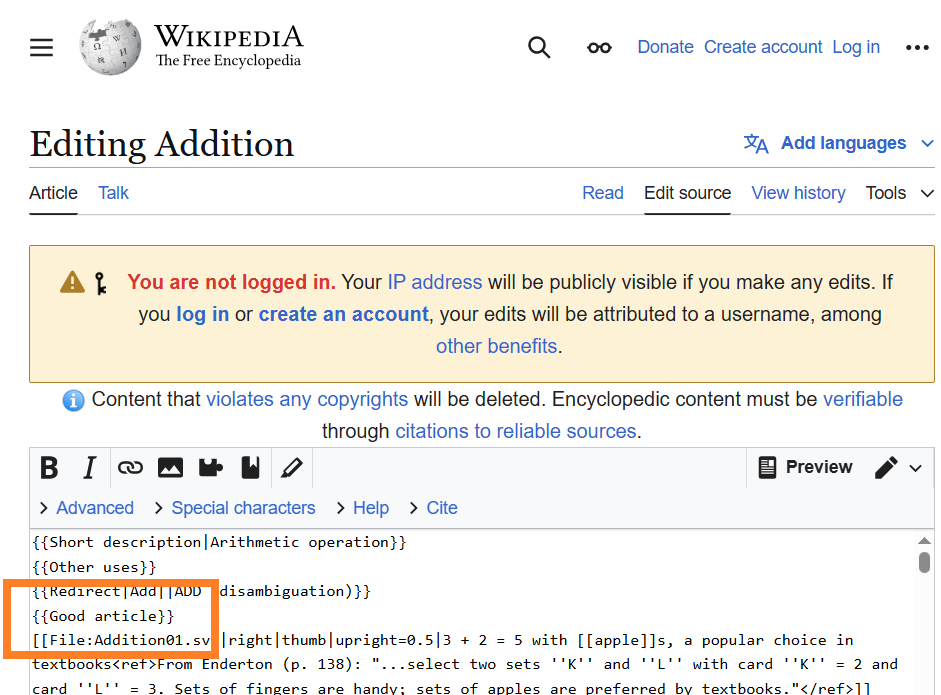 WIKIPEDIA
The Free Encyclopedia
Donate Create account Log in
Editing Addition
Add languages
Article Talk Read Edit source View history Tools
You are not logged in. Your IP address will be publicly visible if you make any edits. If
you log in or create an account, your edits will be attributed to a username, among
other benefits.
Content that violates any copyrights will be deleted. Encyclopedic content must be verifiable
through citations to reliable sources.
B I Preview
Advanced Special characters Help Cite
{{Short description|Arithmetic operation}}
{{Other uses}}
{{Redirect|Add||ADD disambiguation)}}
{{Good article}}
[[File:Addition01.sv|right|thumb|upright=0.5|3 + 2 = 5 with [[apple]]s, a popular choice in
textbooks<ref>From Enderton (p. 138): "...select two sets ''K'' and ''L'' with card ''K'' = 2 and
card ''L'' = 3. Sets of fingers are handy; sets of apples are preferred by textbooks."</ref>]]